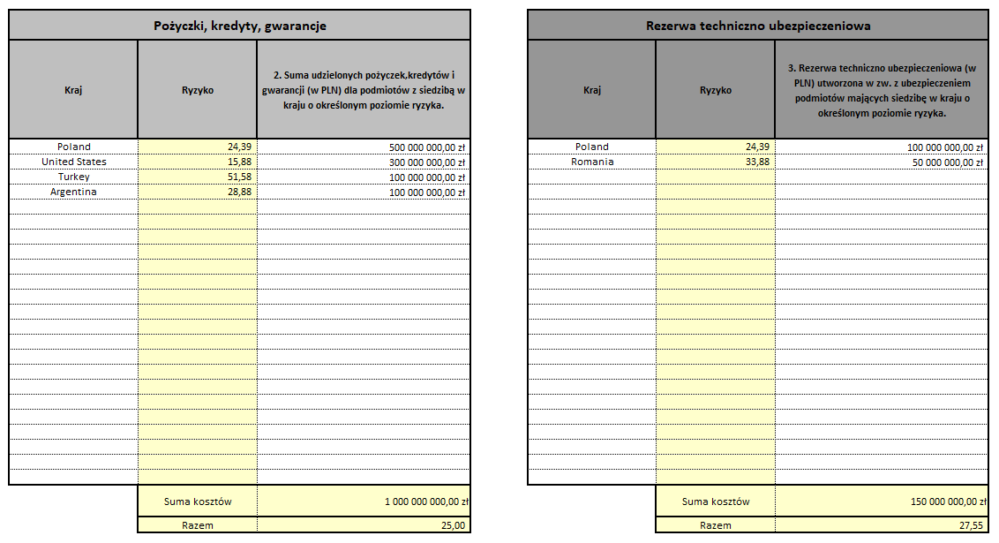 Pożyczki, kredyty, gwarancje
Kraj
Ryzyko
2. Suma udzielonych pożyczek,kredytów i
gwarancji (w PLN) dla podmiotów z siedzibą w
kraju o określonym poziomie ryzyka.
Poland 24,39 500 000 000,00 zł
United States 15,88 300 000 000,00 zł
Turkey 51,58 100 000 000,00 zł
Argentina 28,88 100 000 000,00 zł
Suma kosztów 1 000 000 000,00 zł
Razem 25,00
Rezerwa techniczno ubezpieczeniowa
Kraj
Ryzyko
3. Rezerwa techniczno ubezpieczeniowa (w
PLN) utworzona w zw. z ubezpieczeniem
podmiotów mających siedzibę w kraju o
określonym poziomie ryzyka.
Poland 24,39 100 000 000,00 zł
Romania 33,88 50 000 000,00 zł
Suma kosztów 150 000 000,00 zł
Razem 27,55